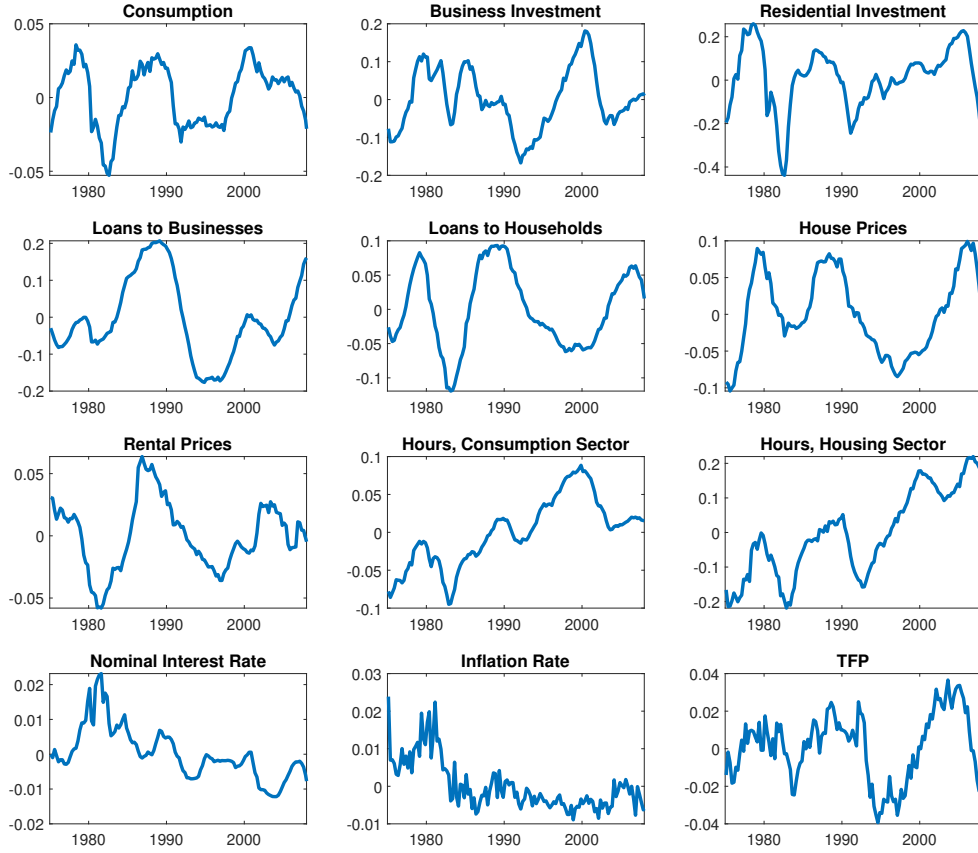 Consumption
0.05
0
-0.05
1980 1990 2000
Business Investment
0.2
0.1
0
-0.1
-0.2
1980 1990 2000
Residential Investment
0.2
0
-0.2
-0.4
1980 1990 2000
Loans to Businesses
0.2
0.1
0
-0.1
-0.2
1980 1990 2000
Loans to Households
0.1
0.05
0
-0.05
-0.1
1980 1990 2000
House Prices
0.1
0.05
0
-0.05
-0.1
1980 1990 2000
Rental Prices
0.05
0
-0.05
1980 1990 2000
Hours, Consumption Sector
0.1
0.05
0
-0.05
-0.1
1980 1990 2000
Hours, Housing Sector
0.2
0.1
0
-0.1
-0.2
1980 1990 2000
Nominal Interest Rate
0.02
0.01
0
-0.01
-0.02
1980 1990 2000
Inflation Rate
0.03
0.02
0.01
0
-0.01
1980 1990 2000
TFP
0.04
0.02
0
-0.02
-0.04
1980 1990 2000